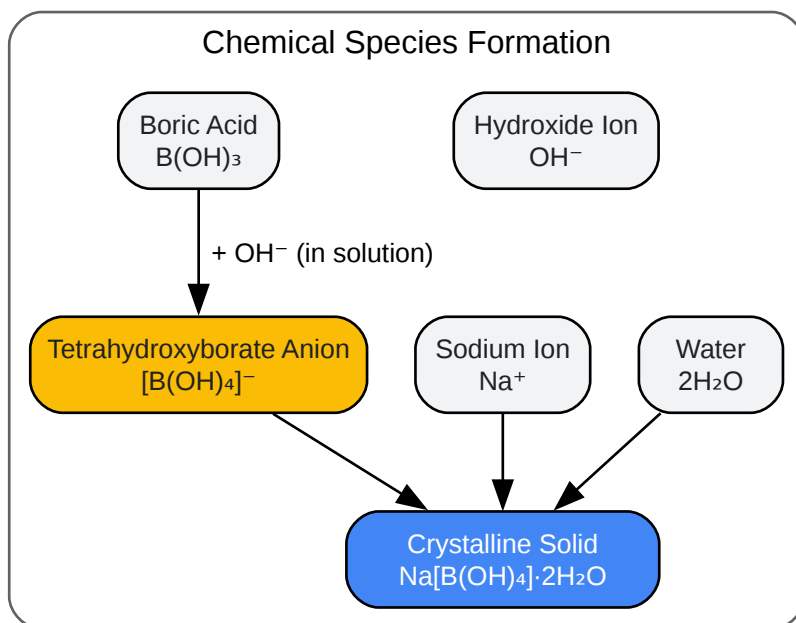 Chemical Species Formation
Boric Acid
B(OH)₃
Hydroxide Ion
OH⁻
+ OH⁻ (in solution)
Tetrahydroxyborate Anion
[B(OH)₄]⁻
Sodium Ion
Na⁺
Water
2H₂O
Crystalline Solid
Na[B(OH)₄]·2H₂O